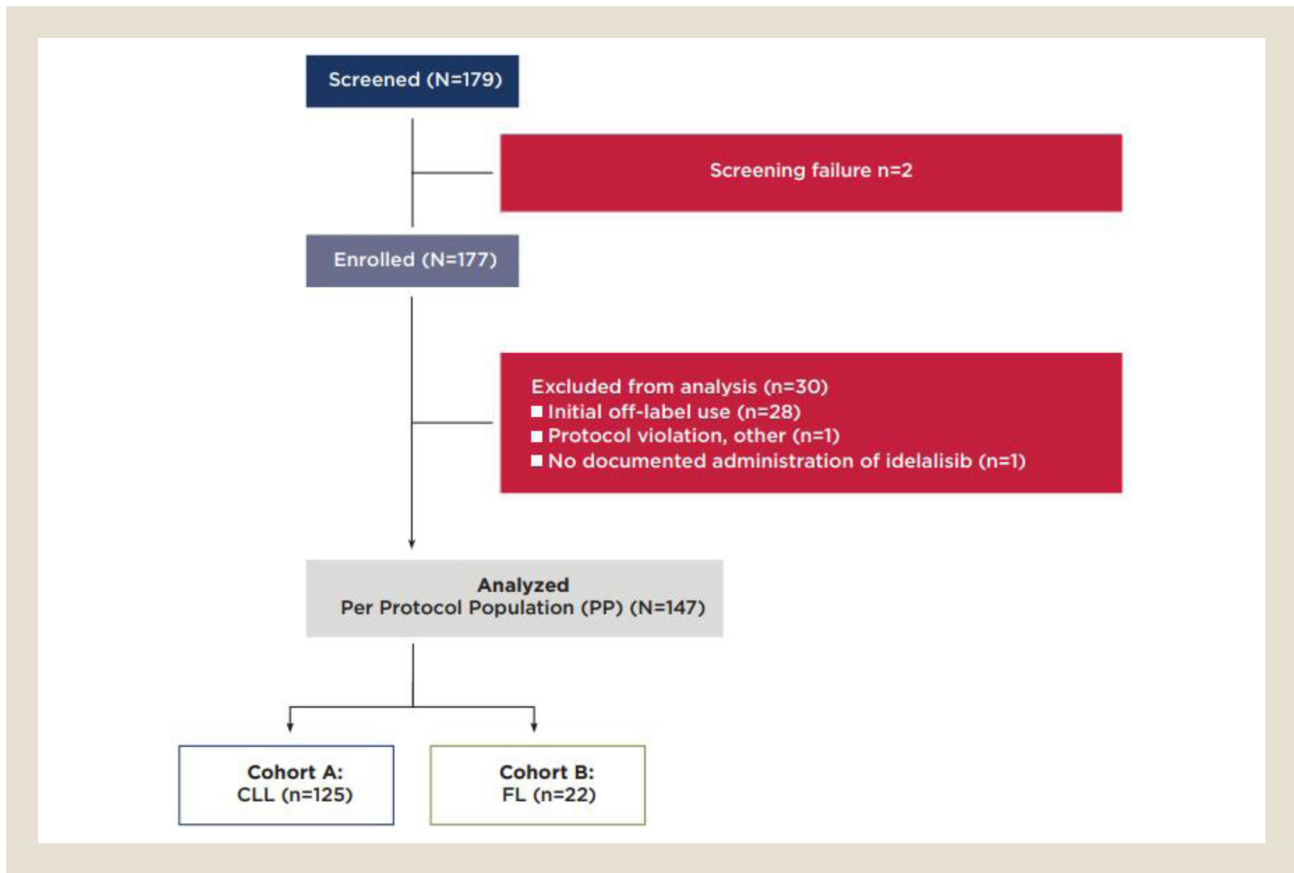 Screened (N=179)
Screening failure n=2
Enrolled (N=177)
Excluded from analysis (n=30)
■ Initial off-label use (n=28)
■ Protocol violation, other (n=1)
■ No documented administration of idelalisib (n=1)
Analyzed
Per Protocol Population (PP) (N=147)
Cohort A:
CLL (n=125)
Cohort B:
FL (n=22)